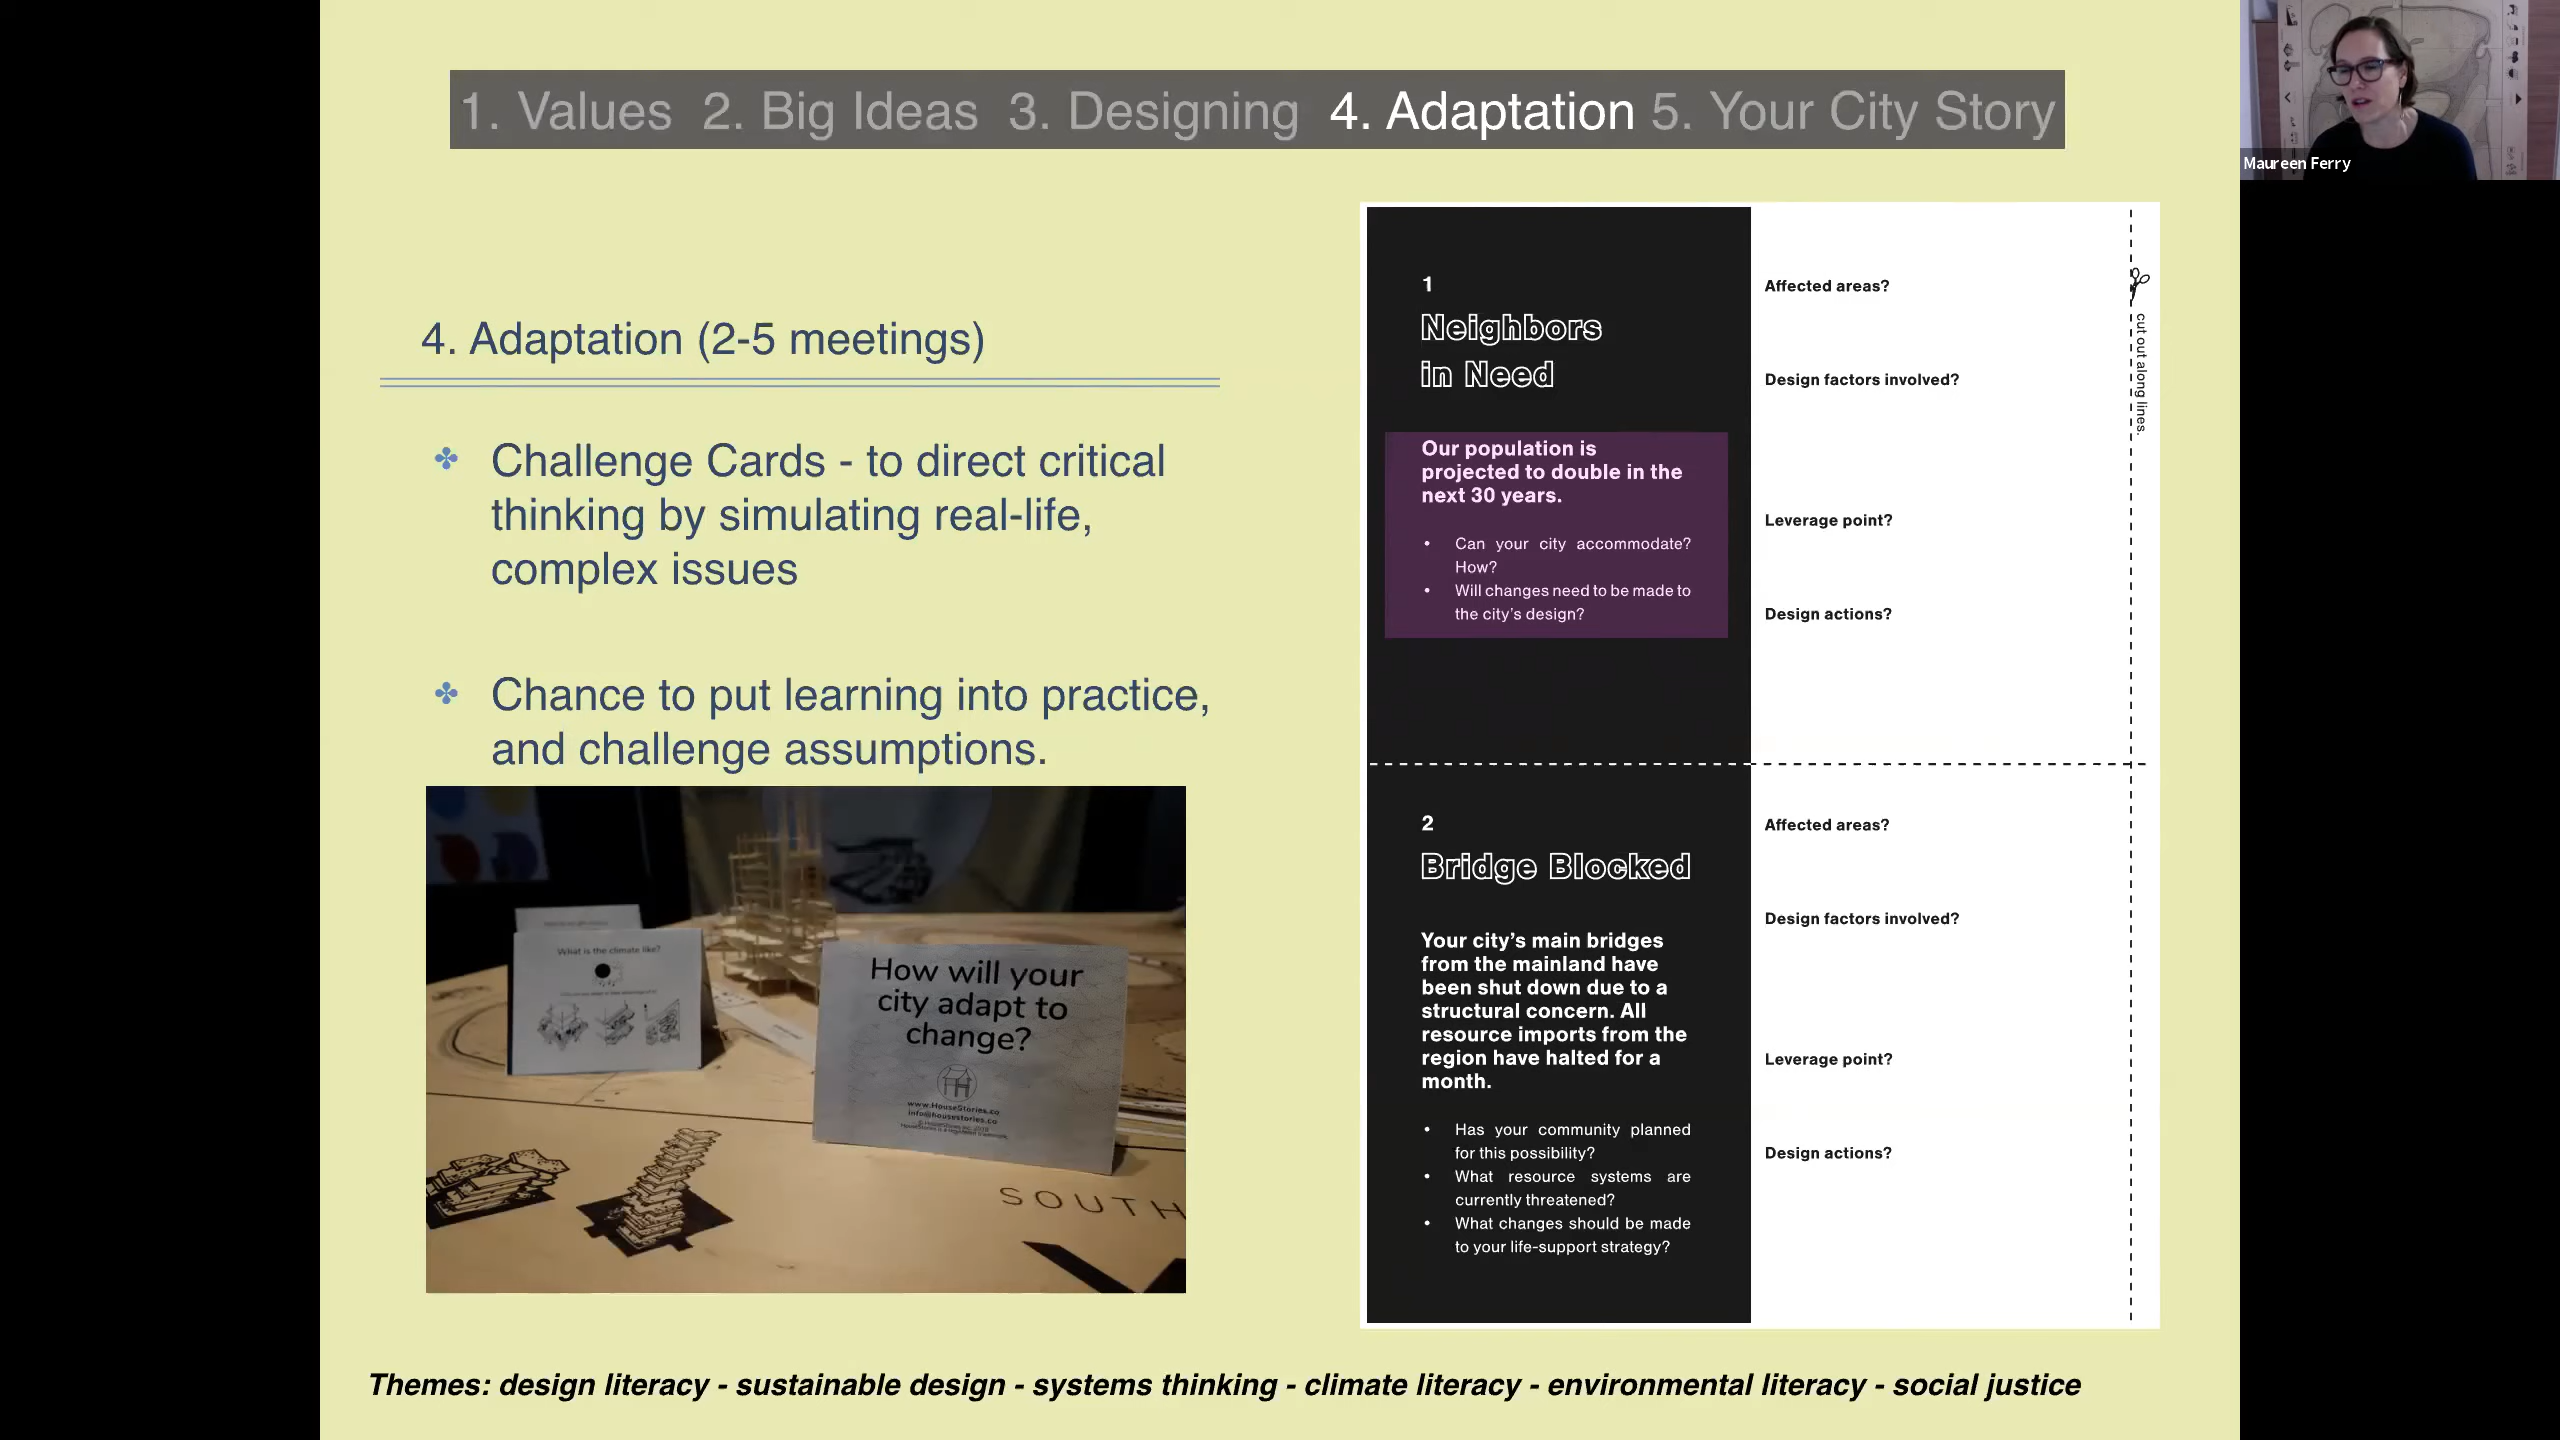 1. Values 2. Big Ideas 3. Designing 4. Adaptation 5. Your City Story
Maureen Ferry
4. Adaptation (2-5 meetings)
Challenge Cards - to direct critical
thinking by simulating real-life,
complex issues
Chance to put learning into practice,
and challenge assumptions.
What is the climate like?
How will your
city adapt to
change?
www.HouseStories.co
info@housestories.co
SOUTH
1
Neighbors
in Need
Our population is
projected to double in the
next 30 years.
• Can your city accommodate?
How?
• Will changes need to be made to
the city's design?
Affected areas?
Design factors involved?
Leverage point?
Design actions?
cut out along lines.
2
Bridge Blocked
Your city's main bridges
from the mainland have
been shut down due to a
structural concern. All
resource imports from the
region have halted for a
month.
• Has your community planned
for this possibility?
• What resource systems are
currently threatened?
• What changes should be made
to your life-support strategy?
Affected areas?
Design factors involved?
Leverage point?
Design actions?
Themes: design literacy - sustainable design - systems thinking - climate literacy - environmental literacy - social justice